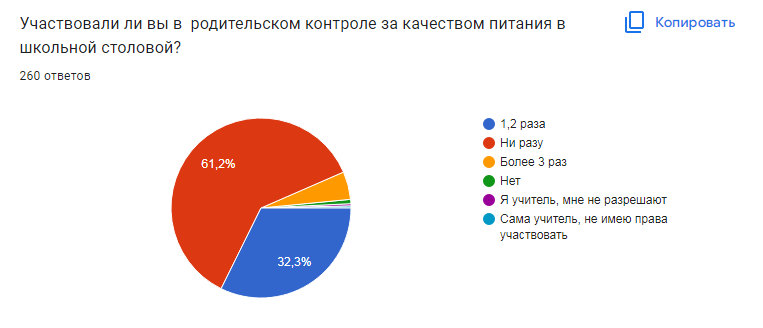 Участвовали ли вы в  родительском контроле за качеством питания в
школьной столовой?
Копировать
260 ответов
61,2%
32,3%
1,2 раза
Ни разу
Более 3 раз
Нет
Я учитель, мне не разрешают
Сама учитель, не имею права
участвовать